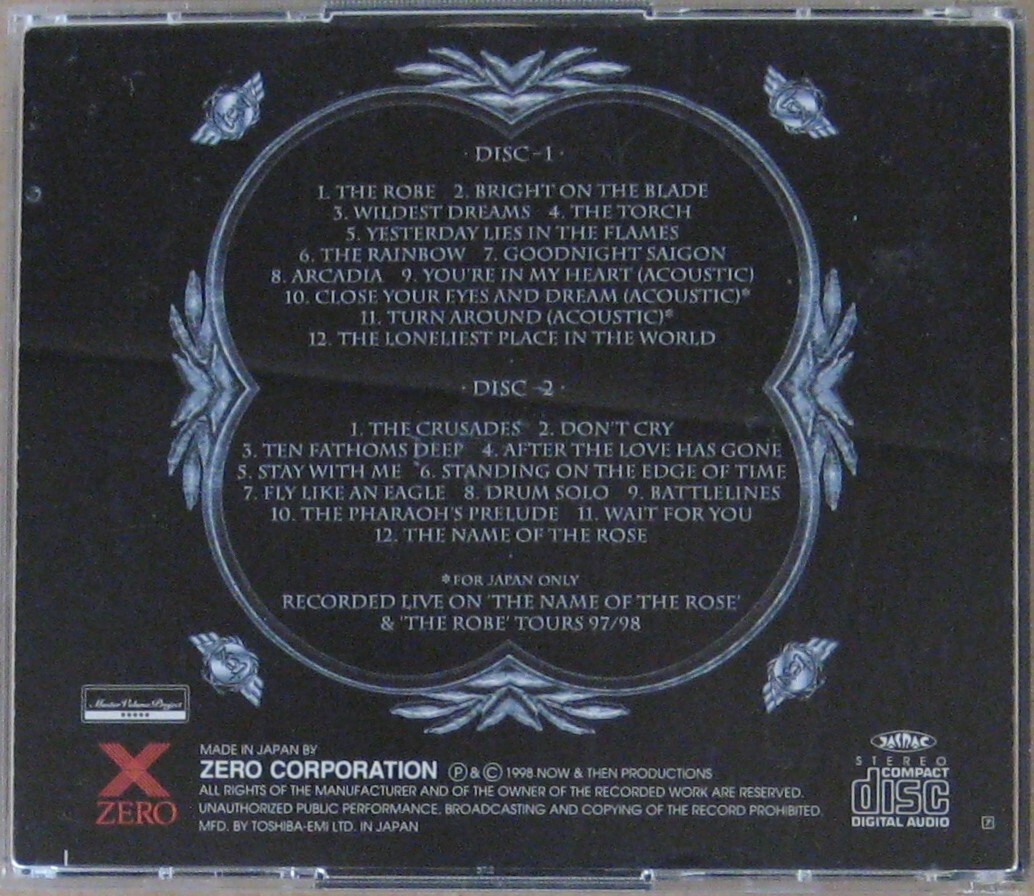 · DISC-1 ·
1. THE ROBE 2. BRIGHT ON THE BLADE
3. WILDEST DREAMS 4. THE TORCH
5. YESTERDAY LIES IN THE FLAMES
6. THE RAINBOW 7. GOODNIGHT SAIGON
8. ARCADIA 9. YOU'RE IN MY HEART (ACOUSTIC)
10. CLOSE YOUR EYES AND DREAM (ACOUSTIC)*
11. TURN AROUND (ACOUSTIC)*
12. THE LONELIEST PLACE IN THE WORLD
· DISC-2 ·
1. THE CRUSADES 2. DON'T CRY
3. TEN FATHOMS DEEP 4. AFTER THE LOVE HAS GONE
5. STAY WITH ME 6. STANDING ON THE EDGE OF TIME
7. FLY LIKE AN EAGLE 8. DRUM SOLO 9. BATTLELINES
10. THE PHARAOH'S PRELUDE 11. WAIT FOR YOU
12. THE NAME OF THE ROSE
*FOR JAPAN ONLY
RECORDED LIVE ON 'THE NAME OF THE ROSE'
& 'THE ROBE' TOURS 97/98
Master Volume Project
X
ZERO
MADE IN JAPAN BY
ZERO CORPORATION Ⓟ & © 1998 NOW & THEN PRODUCTIONS
ALL RIGHTS OF THE MANUFACTURER AND OF THE OWNER OF THE RECORDED WORK ARE RESERVED.
UNAUTHORIZED PUBLIC PERFORMANCE, BROADCASTING AND COPYING OF THE RECORD PROHIBITED.
MFD. BY TOSHIBA-EMI LTD. IN JAPAN
JASRAC
STEREO
COMPACT
disc
DIGITAL AUDIO